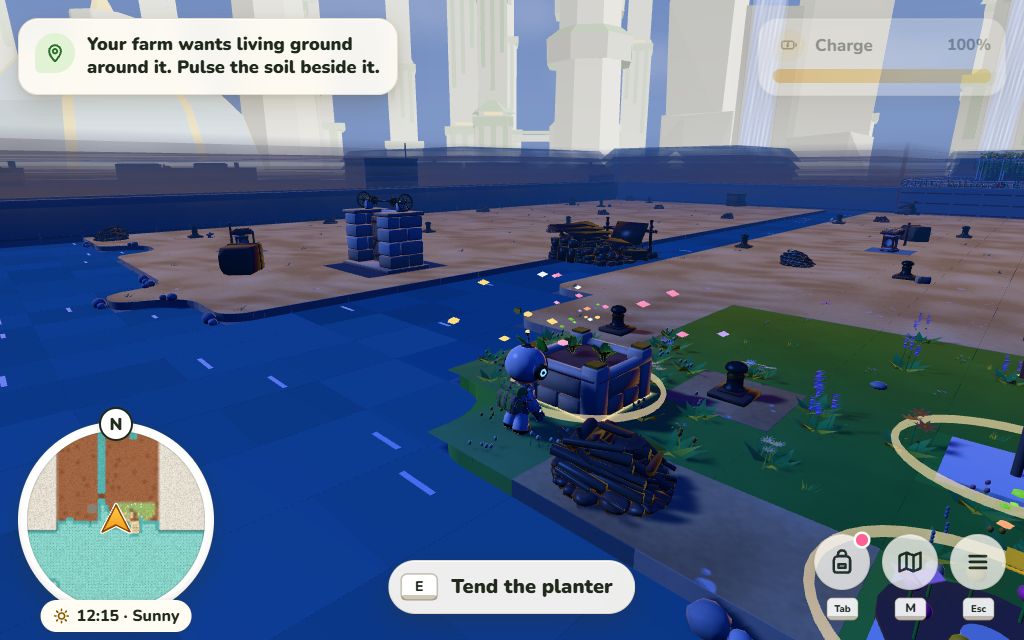 Your farm wants living ground
around it. Pulse the soil beside it.
Charge 100%
N
12:15 · Sunny
E Tend the planter
Tab M Esc